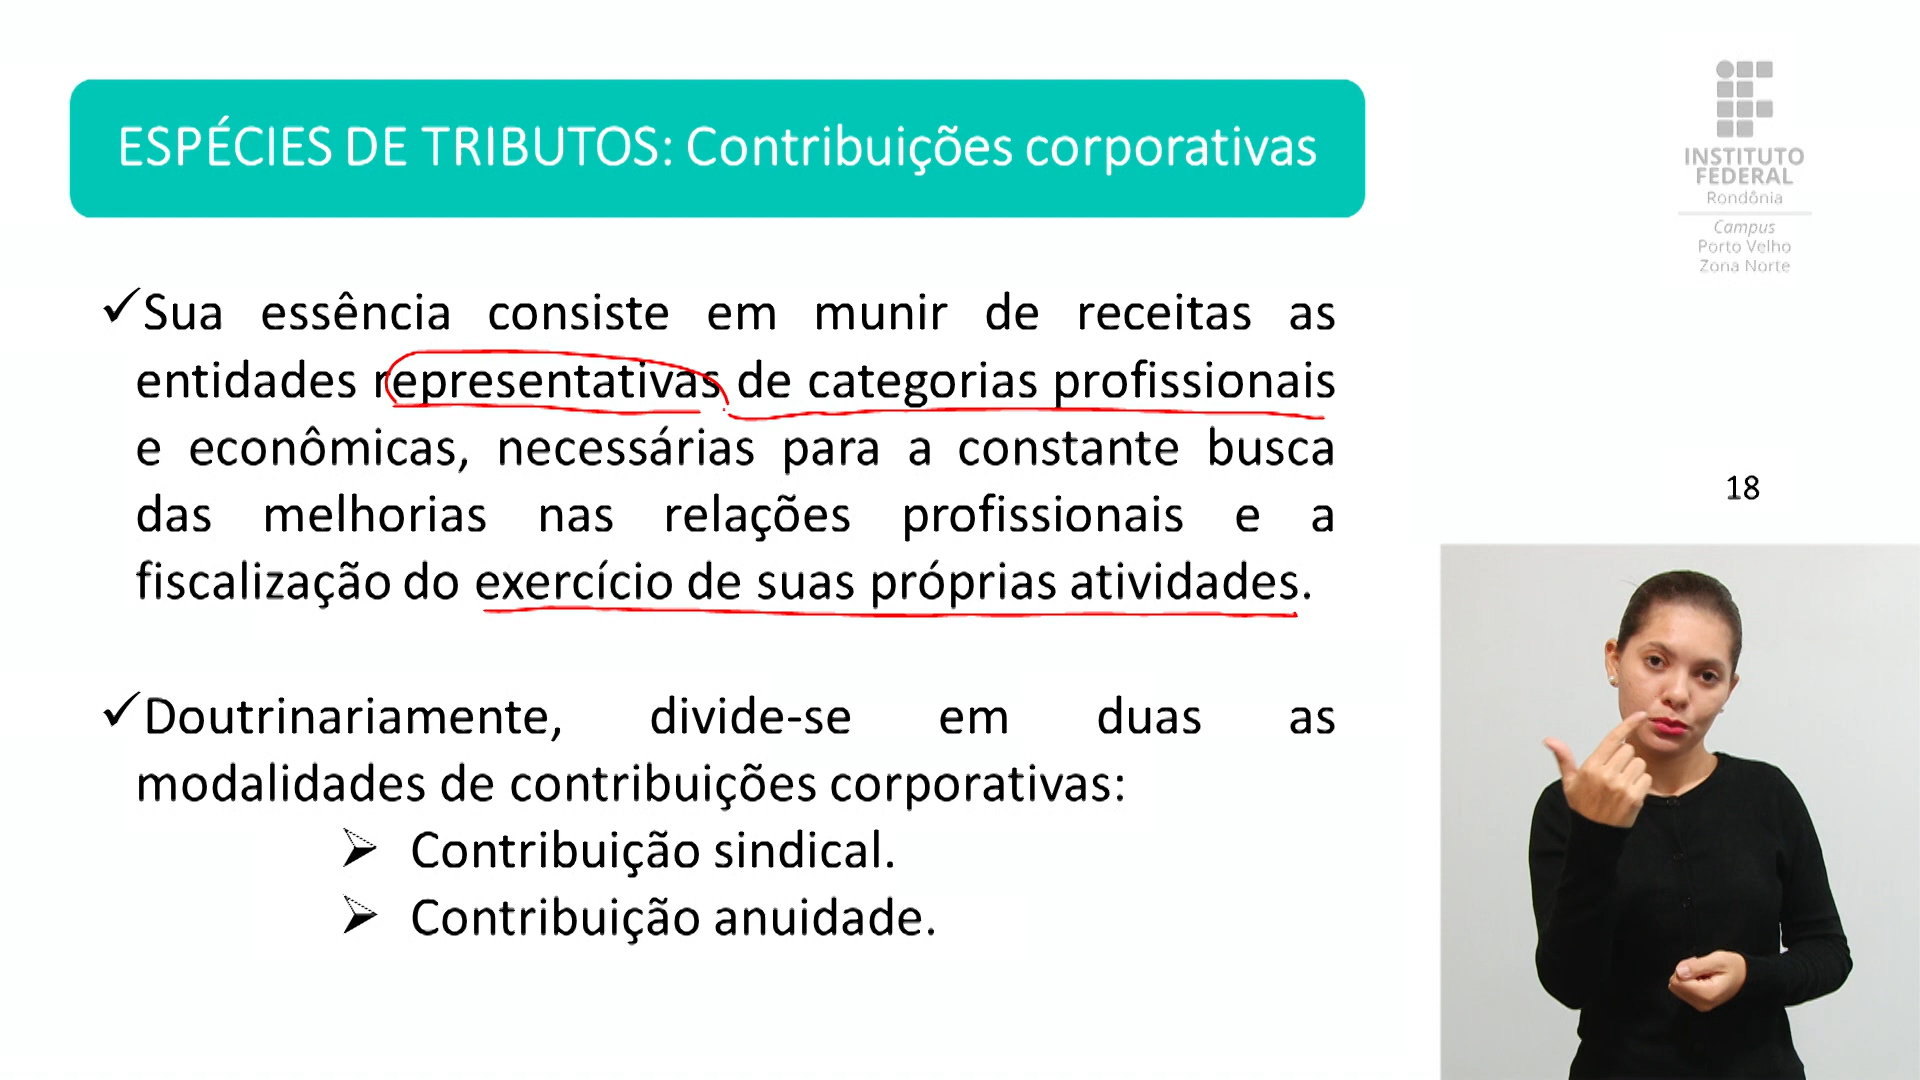 ESPÉCIES DE TRIBUTOS: Contribuições corporativas
INSTITUTO
FEDERAL
Rondônia
Campus
Porto Velho
Zona Norte
Sua essência consiste em munir de receitas as
entidades representativas de categorias profissionais
e econômicas, necessárias para a constante busca
das melhorias nas relações profissionais e a
fiscalização do exercício de suas próprias atividades.
18
Doutrinariamente, divide-se em duas as
modalidades de contribuições corporativas:
Contribuição sindical.
Contribuição anuidade.